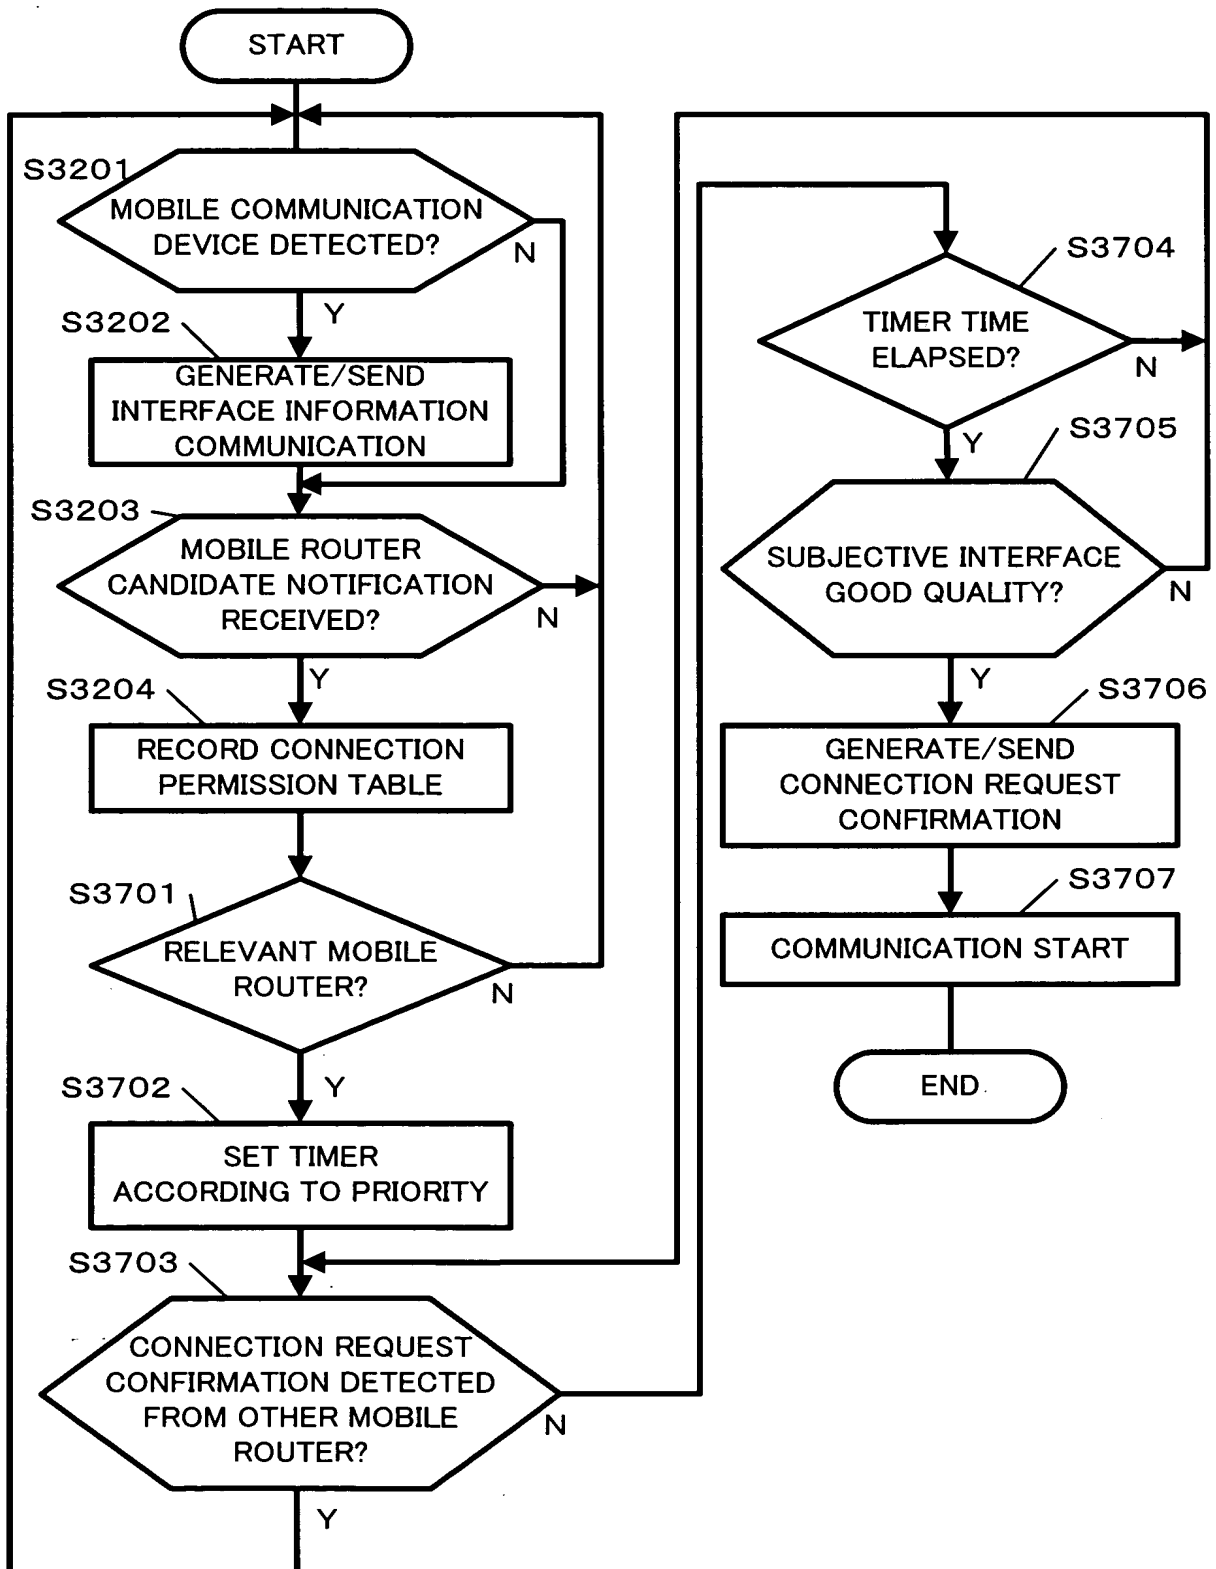 START
S3201
MOBILE COMMUNICATION
DEVICE DETECTED?
N
Y
S3202
GENERATE/SEND
INTERFACE INFORMATION
COMMUNICATION
S3203
MOBILE ROUTER
CANDIDATE NOTIFICATION
RECEIVED?
N
Y
S3204
RECORD CONNECTION
PERMISSION TABLE
S3701
RELEVANT MOBILE
ROUTER?
N
Y
S3702
SET TIMER
ACCORDING TO PRIORITY
S3703
CONNECTION REQUEST
CONFIRMATION DETECTED
FROM OTHER MOBILE
ROUTER?
N
Y
S3704
TIMER TIME
ELAPSED?
N
Y
S3705
SUBJECTIVE INTERFACE
GOOD QUALITY?
N
Y
S3706
GENERATE/SEND
CONNECTION REQUEST
CONFIRMATION
S3707
COMMUNICATION START
END